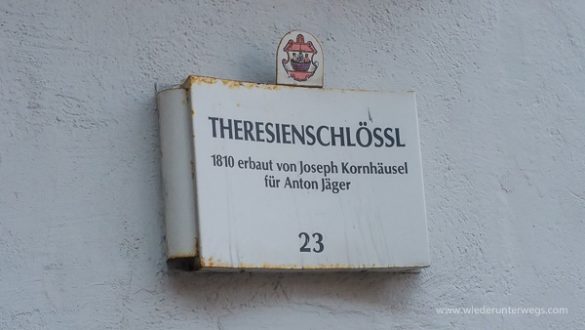 THERESIENSCHLÖSSL
1810 erbaut von Joseph Kornhäusel
für Anton Jäger
23
www.wiederunterwegs.com